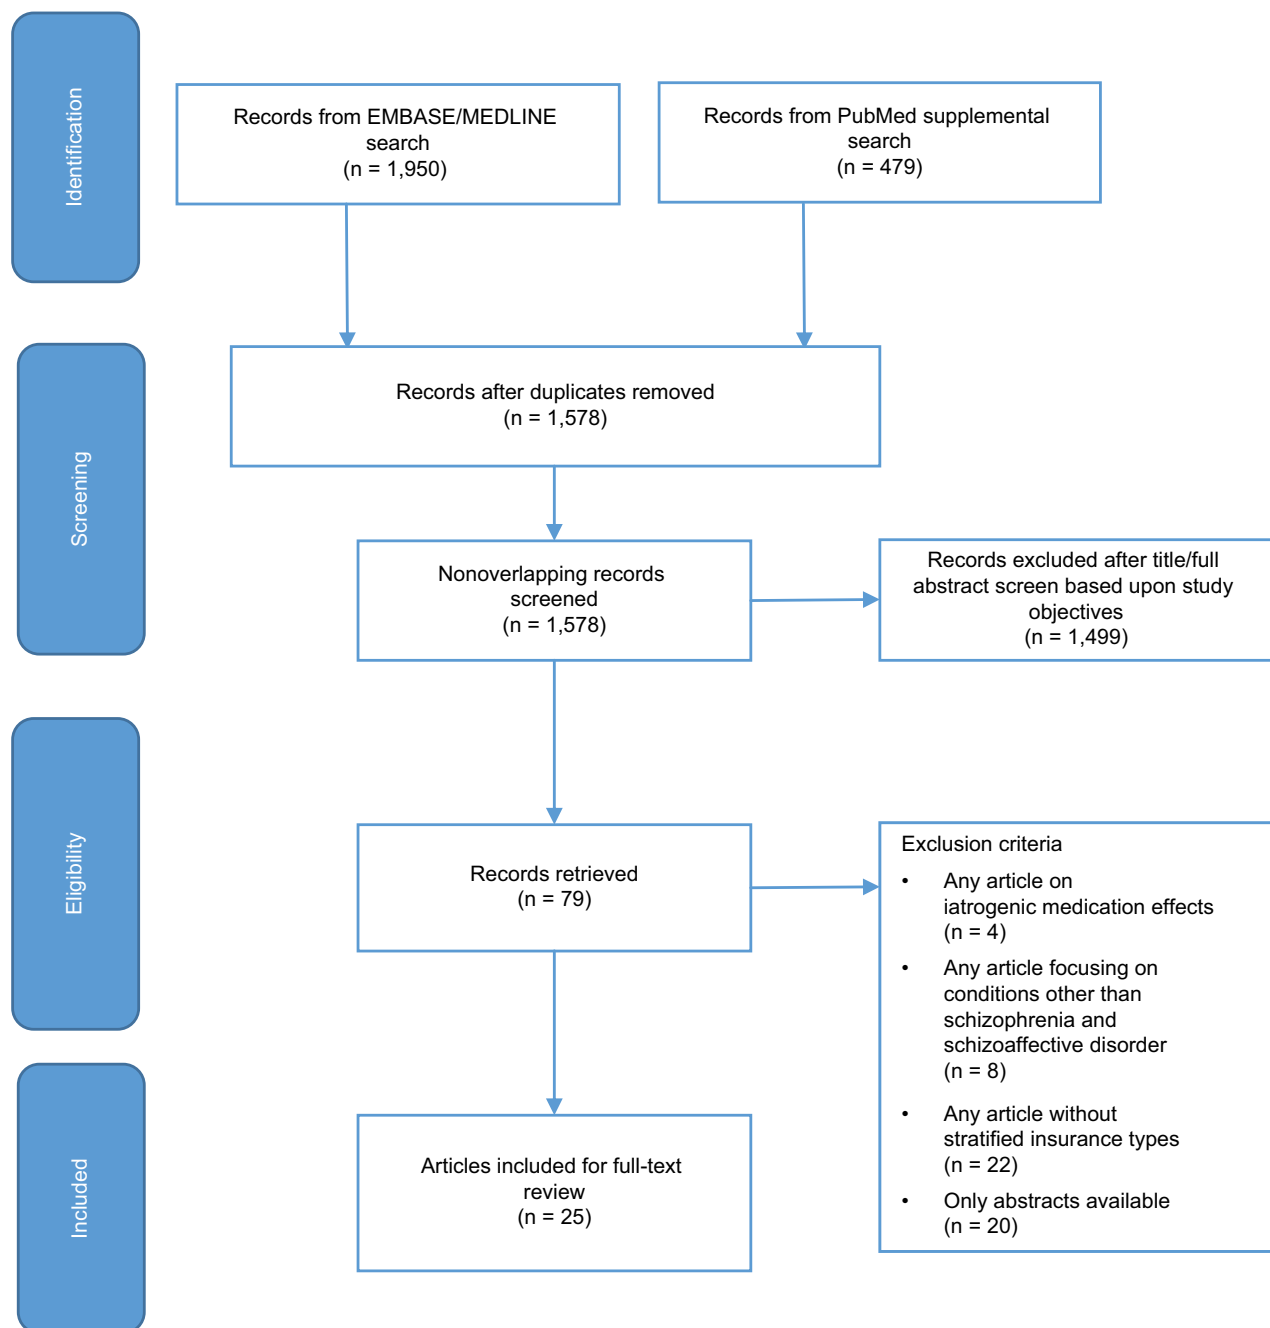 Identification
Records from EMBASE/MEDLINE
search
(n = 1,950)
Records from PubMed supplemental
search
(n = 479)
Screening
Records after duplicates removed
(n = 1,578)
Nonoverlapping records
screened
(n = 1,578)
Records excluded after title/full
abstract screen based upon study
objectives
(n = 1,499)
Eligibility
Records retrieved
(n = 79)
Exclusion criteria
• Any article on
iatrogenic medication effects
(n = 4)
• Any article focusing on
conditions other than
schizophrenia and
schizoaffective disorder
(n = 8)
• Any article without
stratified insurance types
(n = 22)
• Only abstracts available
(n = 20)
Included
Articles included for full-text
review
(n = 25)